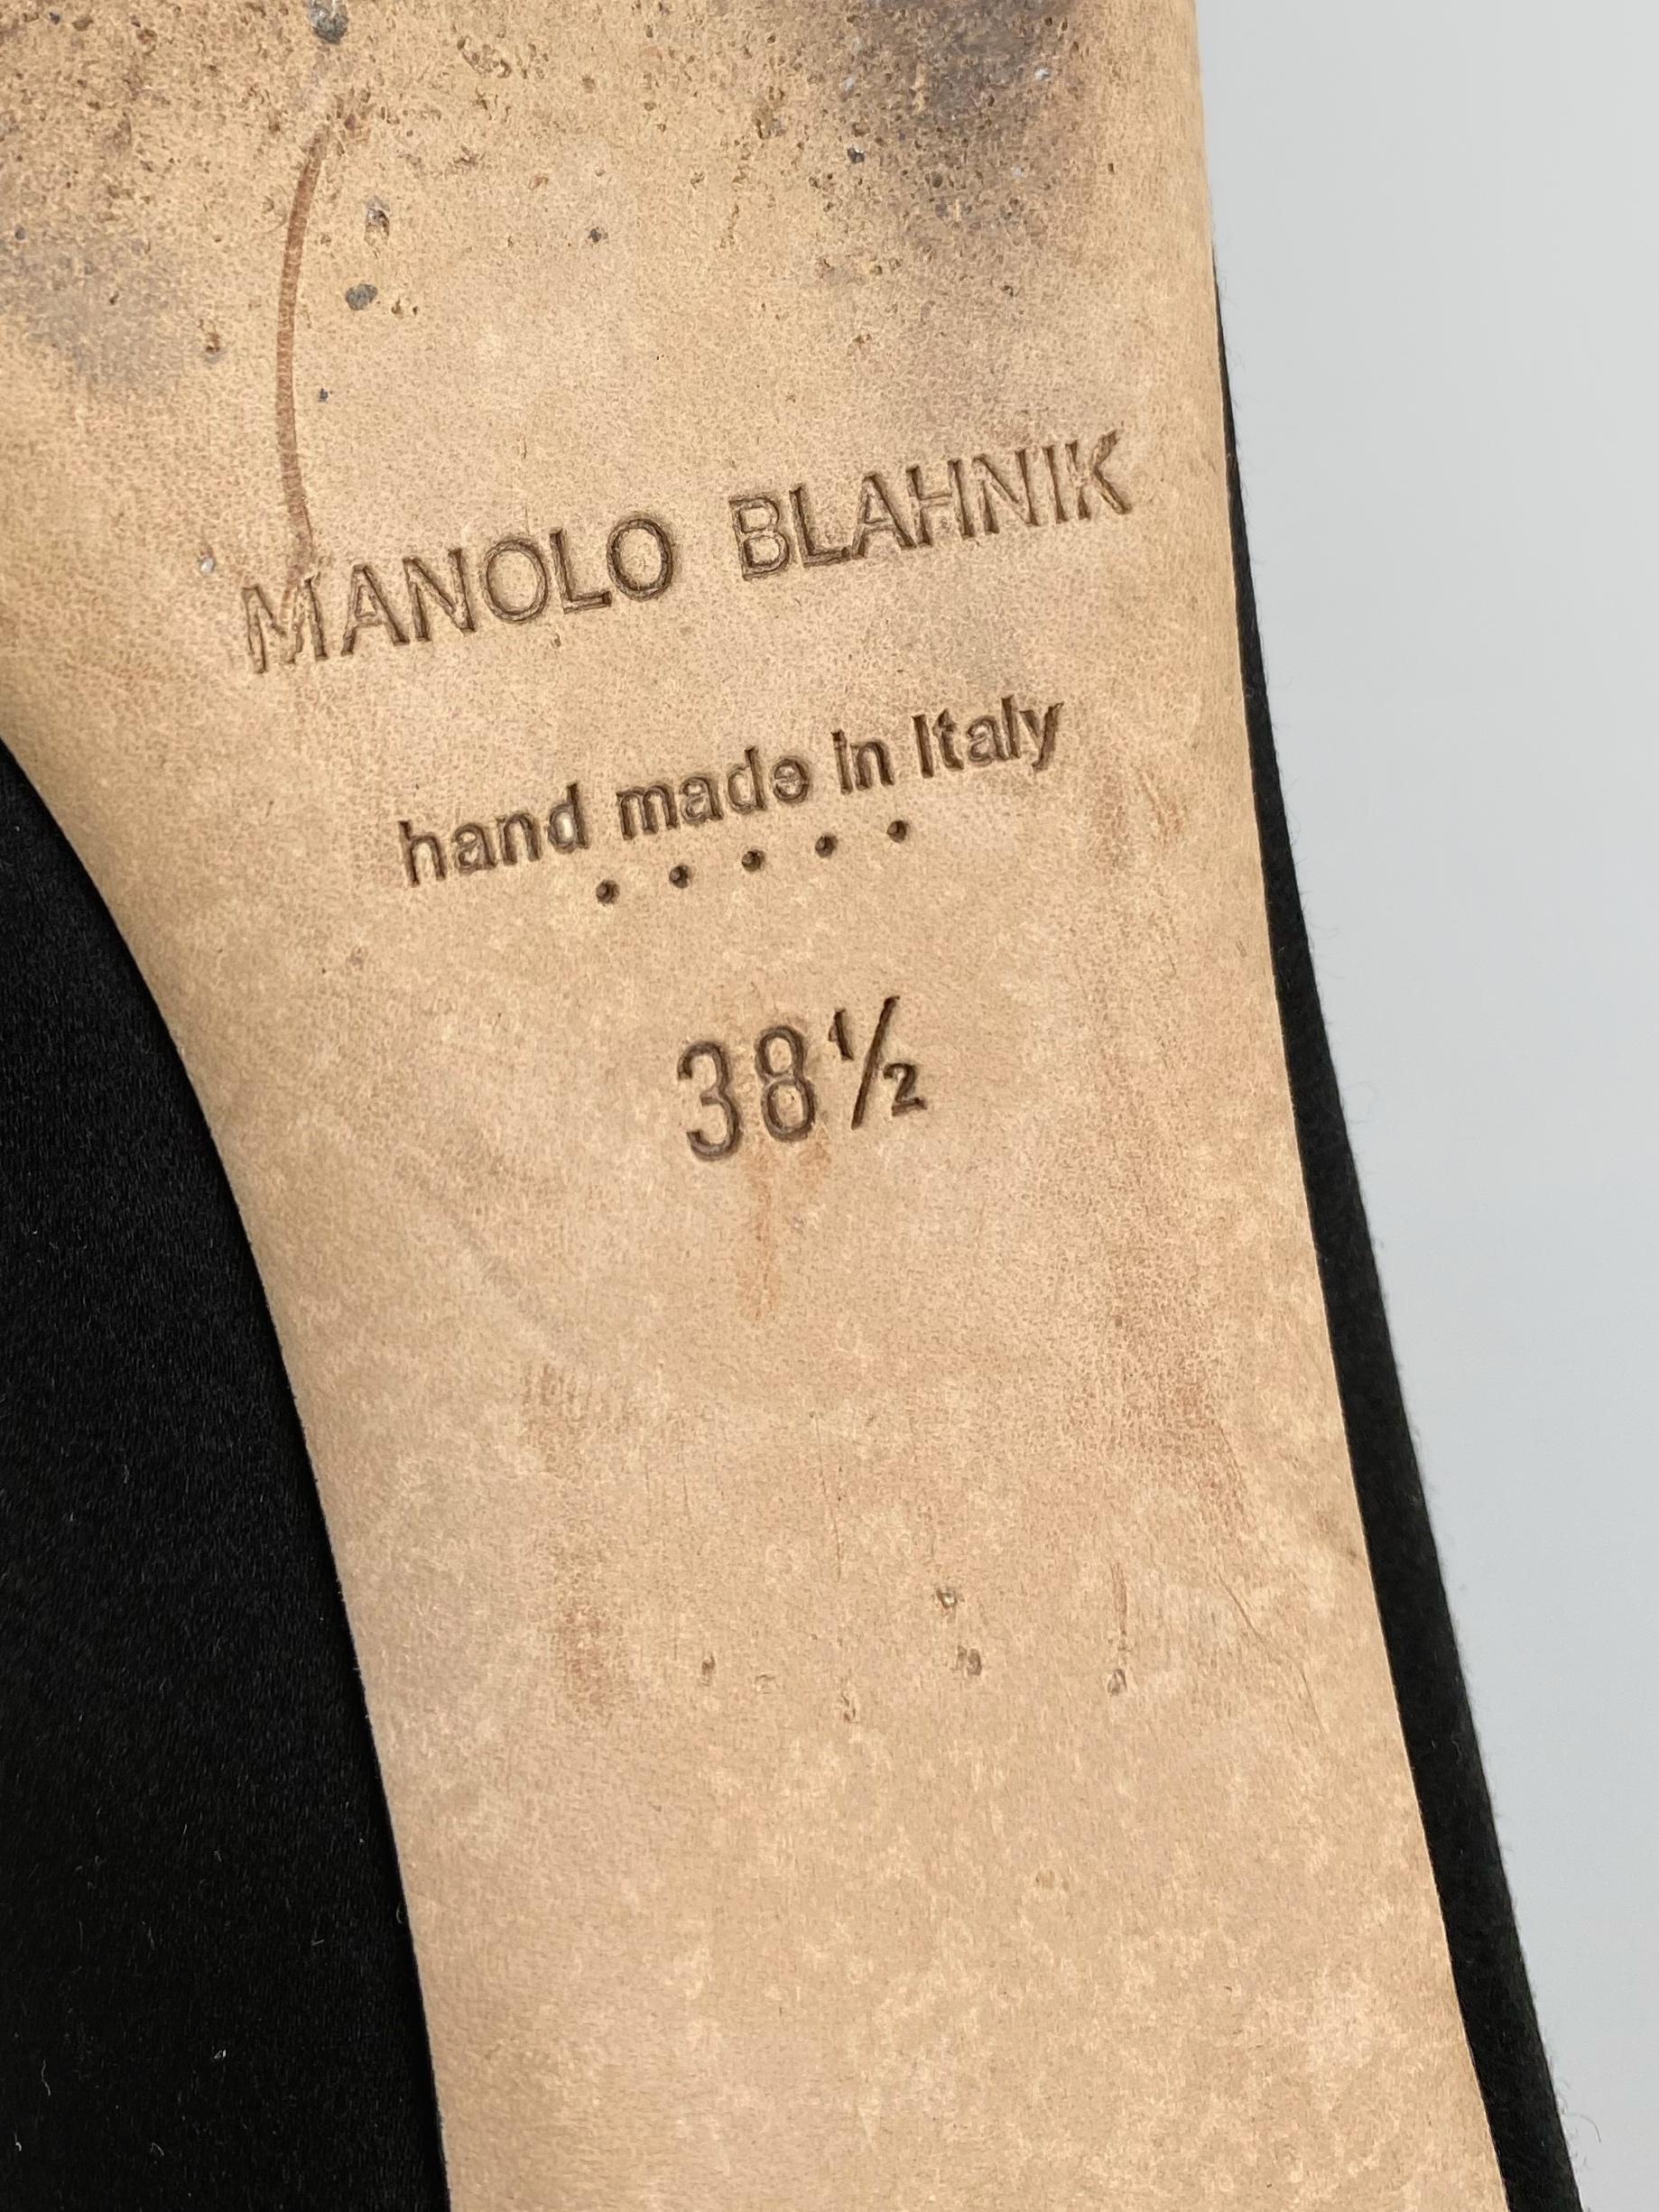 MANOLO BLAHNIK
hand made in Italy
• • • • •
38½